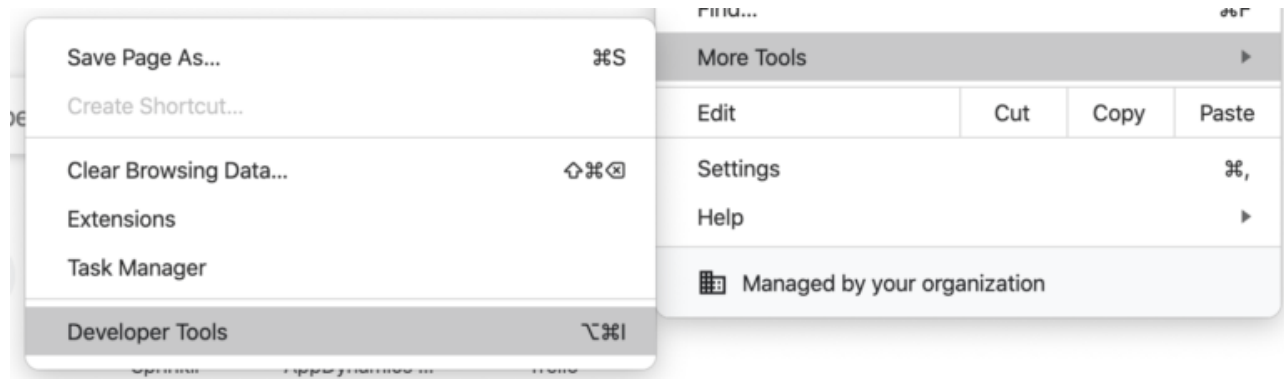 Find... ⌘F
More Tools
Edit Cut Copy Paste
Settings ⌘,
Help
Managed by your organization
Save Page As... ⌘S
Create Shortcut...
Clear Browsing Data... ⇧⌘⌫
Extensions
Task Manager
Developer Tools ⌥⌘I